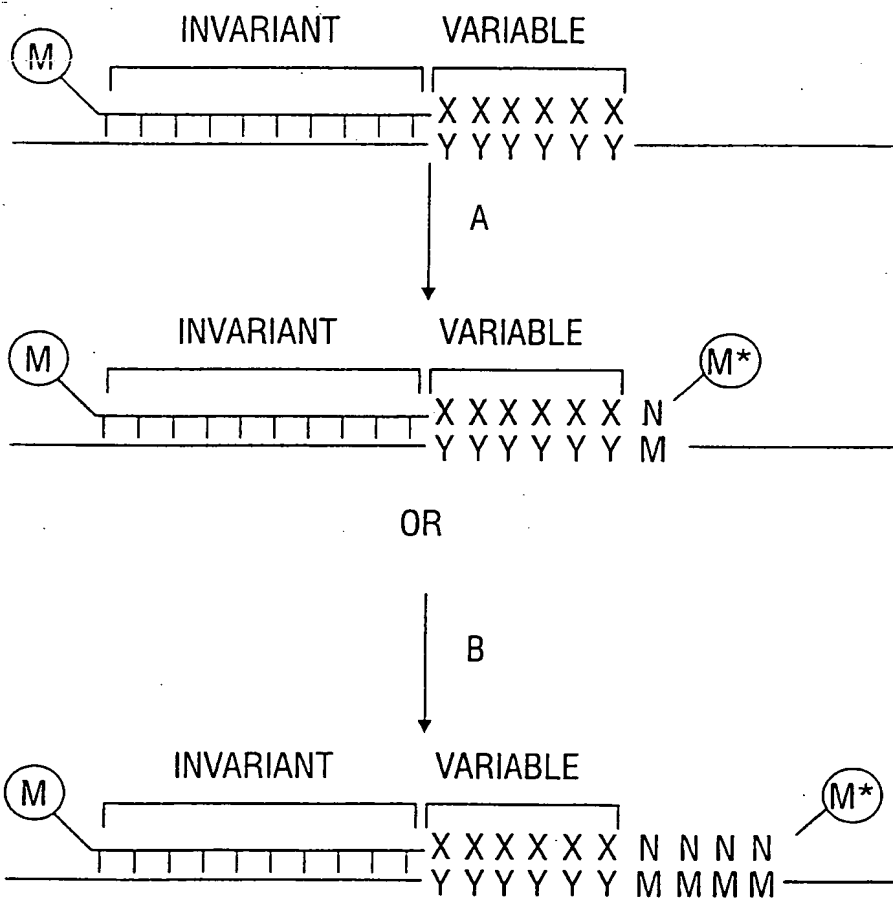 INVARIANT VARIABLE
M
X X X X X X
Y Y Y Y Y Y
A
INVARIANT VARIABLE
M M*
X X X X X X N
Y Y Y Y Y Y M
OR
B
INVARIANT VARIABLE
M M*
X X X X X X N N N N
Y Y Y Y Y Y M M M M